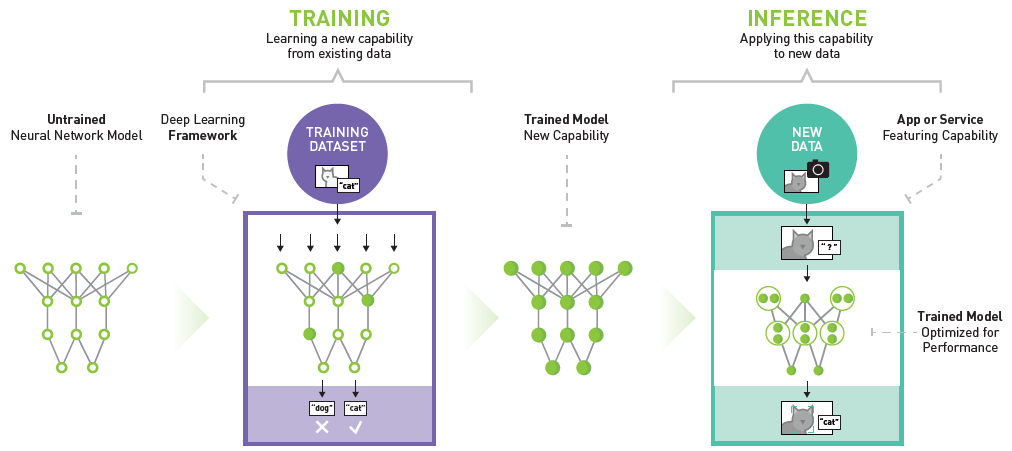 TRAINING
Learning a new capability
from existing data
INFERENCE
Applying this capability
to new data
Untrained
Neural Network Model
Deep Learning
Framework
TRAINING
DATASET
"cat"
Trained Model
New Capability
NEW
DATA
App or Service
Featuring Capability
"?"
Trained Model
Optimized for
Performance
"dog"
"cat"
"cat"